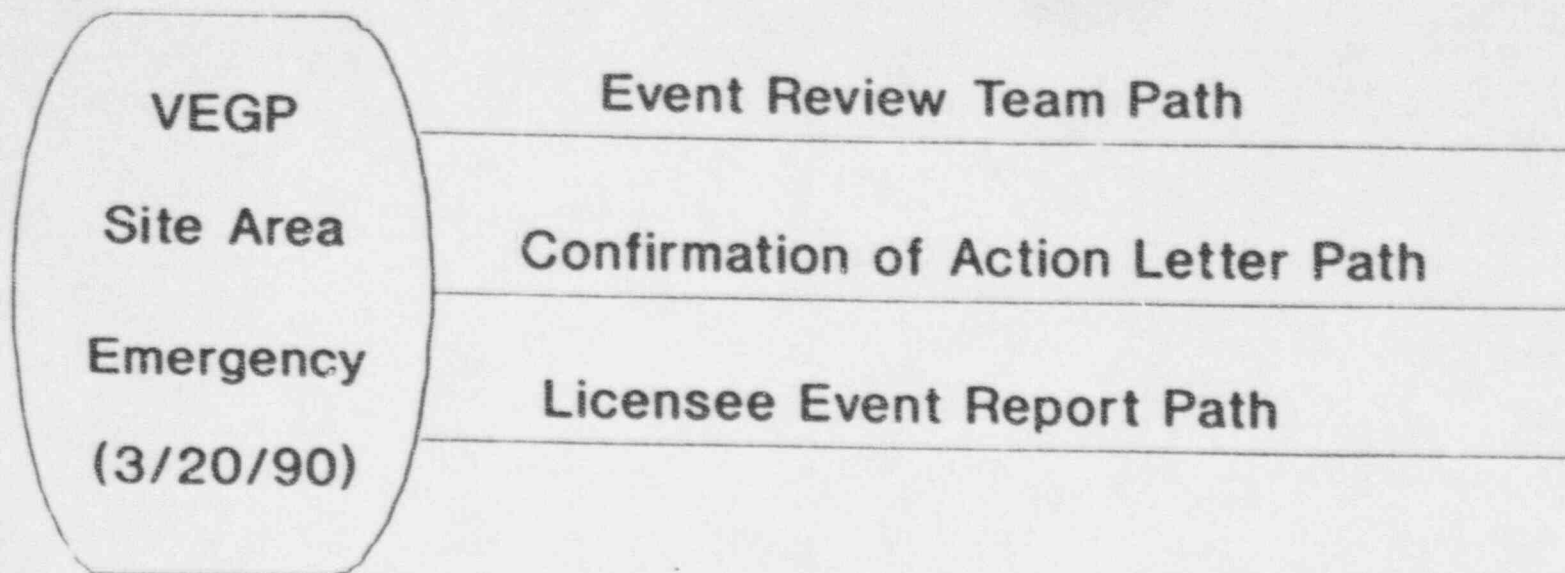 VEGP
Site Area
Emergency
(3/20/90)
Event Review Team Path
Confirmation of Action Letter Path
Licensee Event Report Path